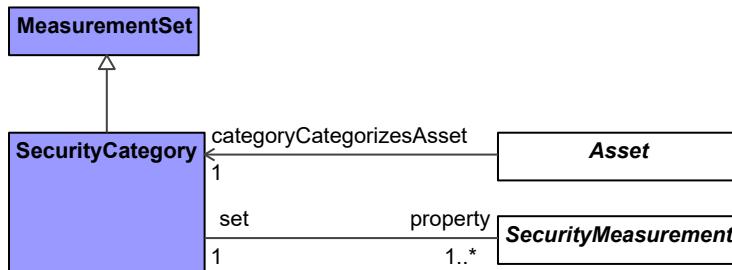 MeasurementSet
categoryCategorizesAsset
SecurityCategory
Asset
1
set
property
SecurityMeasurement
1
1..*